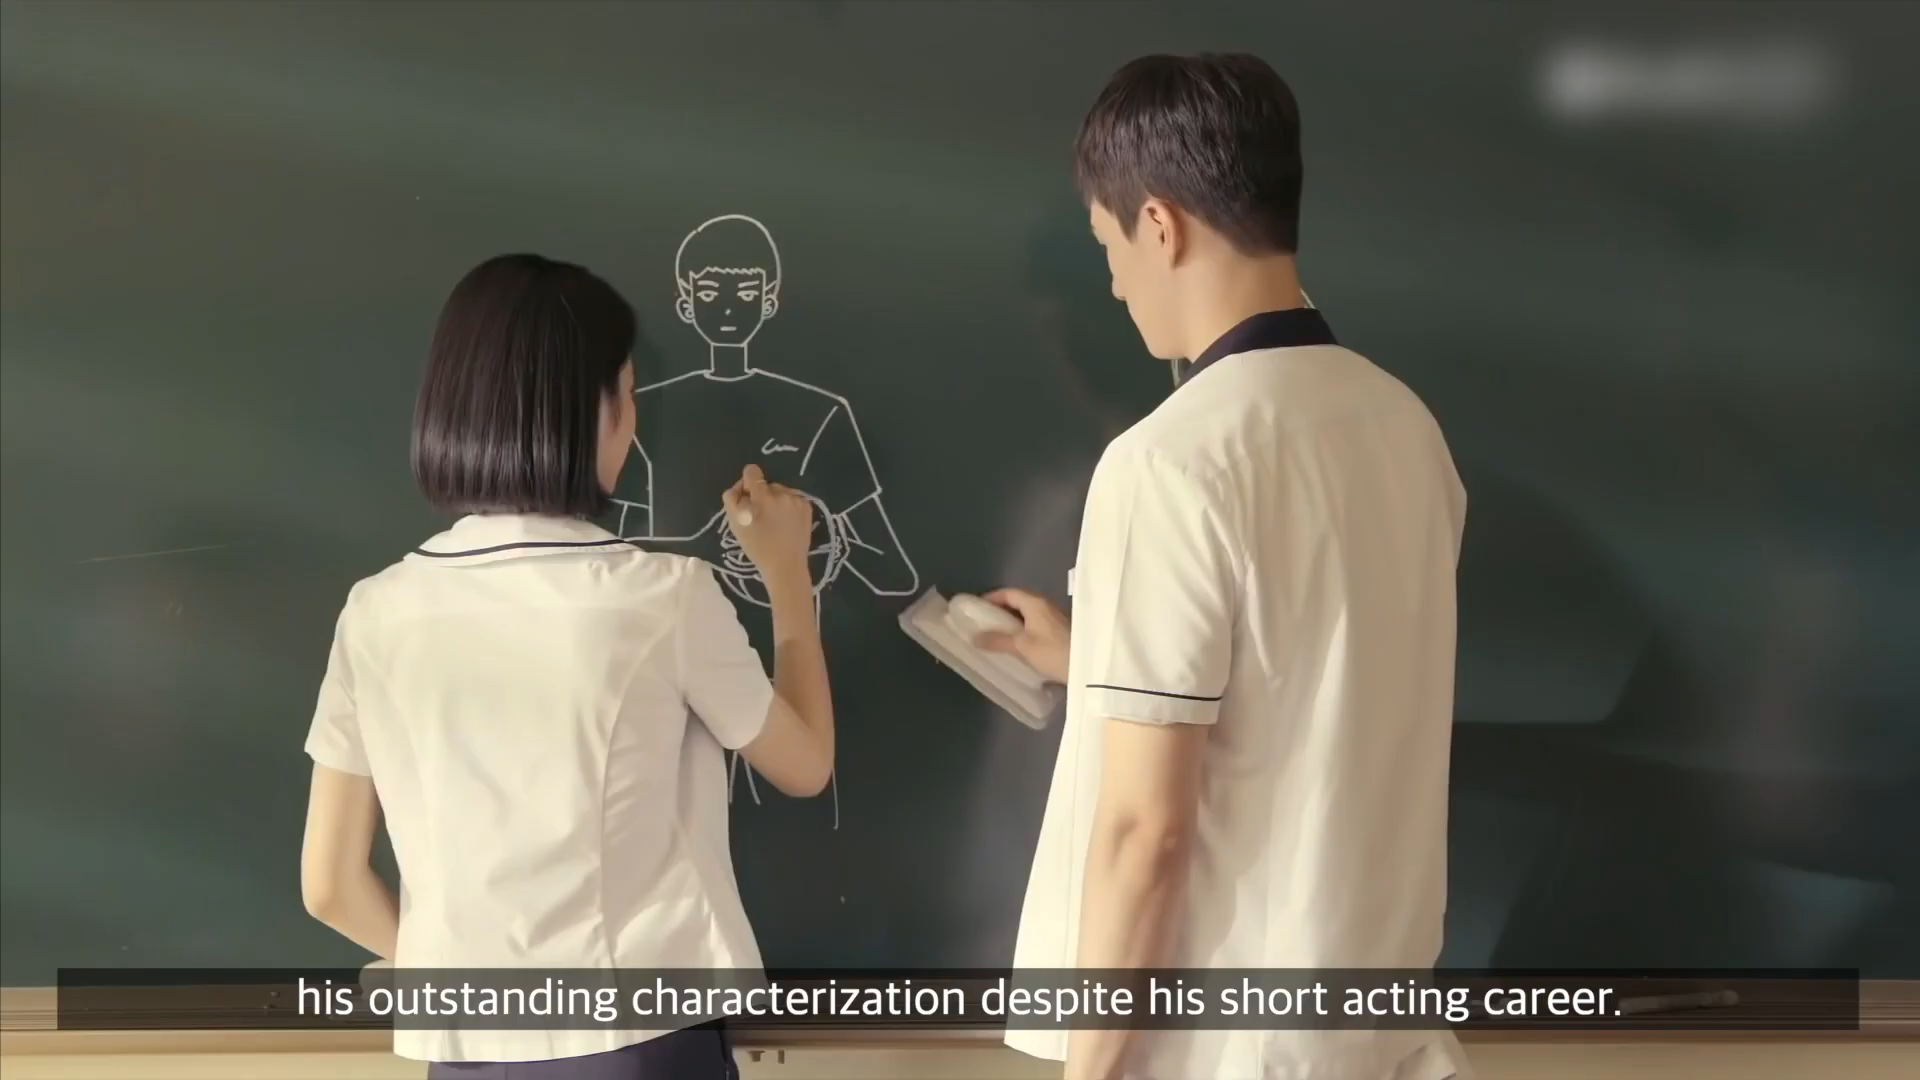 his outstanding characterization despite his short acting career.